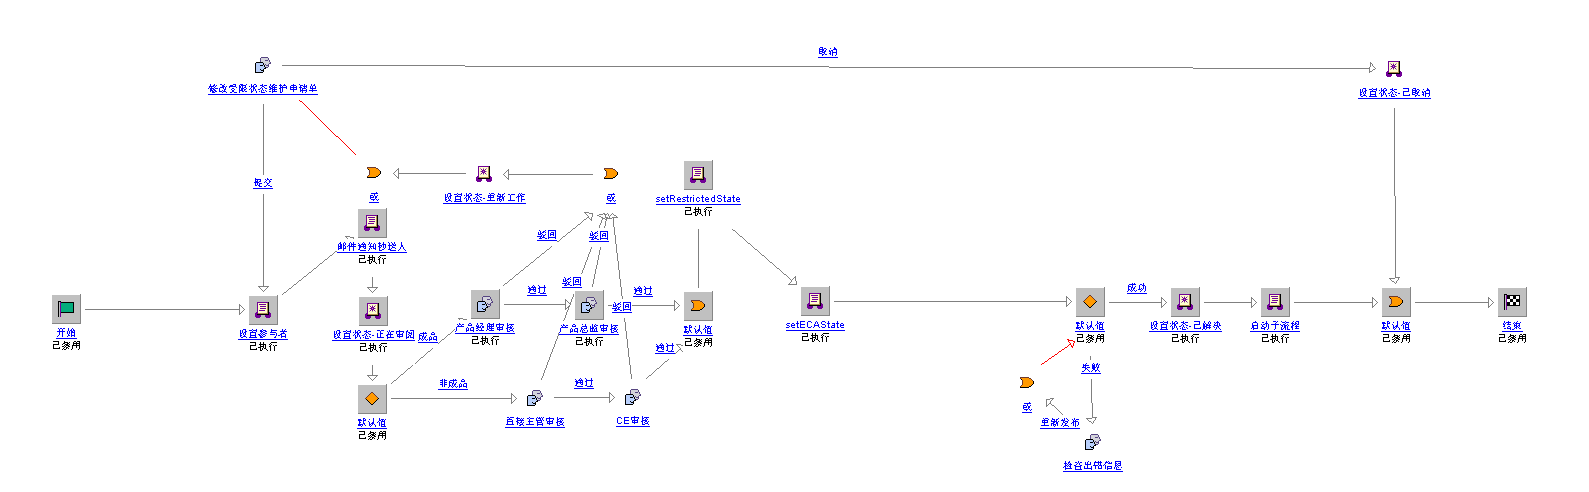 取消
修改受限状态维护申请单
设置状态-已取消
提交
或
设置状态-重新工作
或
setRestrictedState
已执行
邮件通知抄送人
已执行
驳回
驳回
驳回
驳回
开始
已参用
设置参与者
已执行
设置状态-正在审阅
已执行
成品
产品经理审核
已执行
通过
产品总监审核
已执行
通过
默认值
已参用
通过
setECAState
已执行
默认值
已参用
成功
设置状态-已解决
已执行
启动子流程
已执行
默认值
已参用
结束
已参用
默认值
已参用
非成品
直接主管审核
通过
CE审核
失败
或
重新发布
检查出错信息